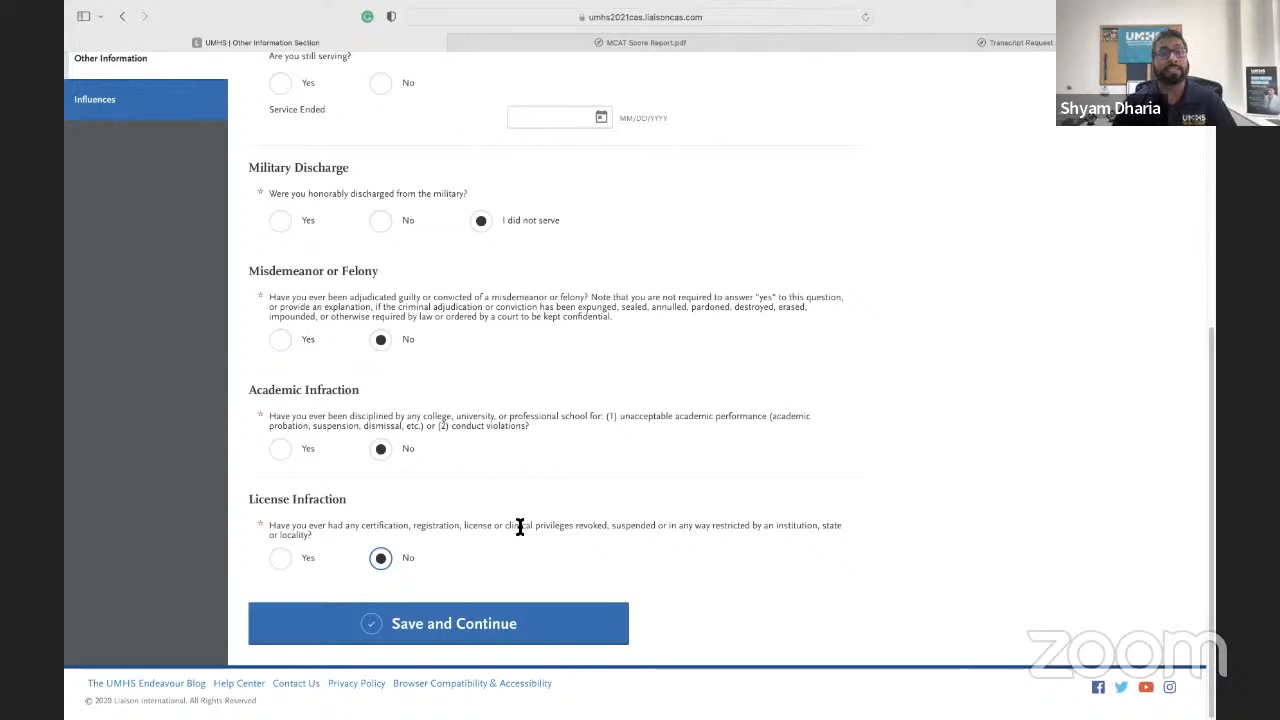 umhs2021cas.liaisoncas.com
UMHS | Other Information Section
MCAT Score Report.pdf
Transcript Request
Other Information
Influences
Are you still serving?
Yes
No
Service Ended
MM/DD/YYYY
Military Discharge
* Were you honorably discharged from the military?
Yes
No
I did not serve
Misdemeanor or Felony
* Have you ever been adjudicated guilty or convicted of a misdemeanor or felony? Note that you are not required to answer "yes" to this question,
or provide an explanation, if the criminal adjudication or conviction has been expunged, sealed, annulled, pardoned, destroyed, erased,
impounded, or otherwise required by law or ordered by a court to be kept confidential.
Yes
No
Academic Infraction
* Have you ever been disciplined by any college, university, or professional school for: (1) unacceptable academic performance (academic
probation, suspension, dismissal, etc.) or (2) conduct violations?
Yes
No
License Infraction
* Have you ever had any certification, registration, license or clinical privileges revoked, suspended or in any way restricted by an institution, state
or locality?
Yes
No
Save and Continue
The UMHS Endeavour Blog Help Center Contact Us Privacy Policy Browser Compatibility & Accessibility
© 2020 Liaison International. All Rights Reserved
UMHS
Shyam Dharia
UMHS
zoom